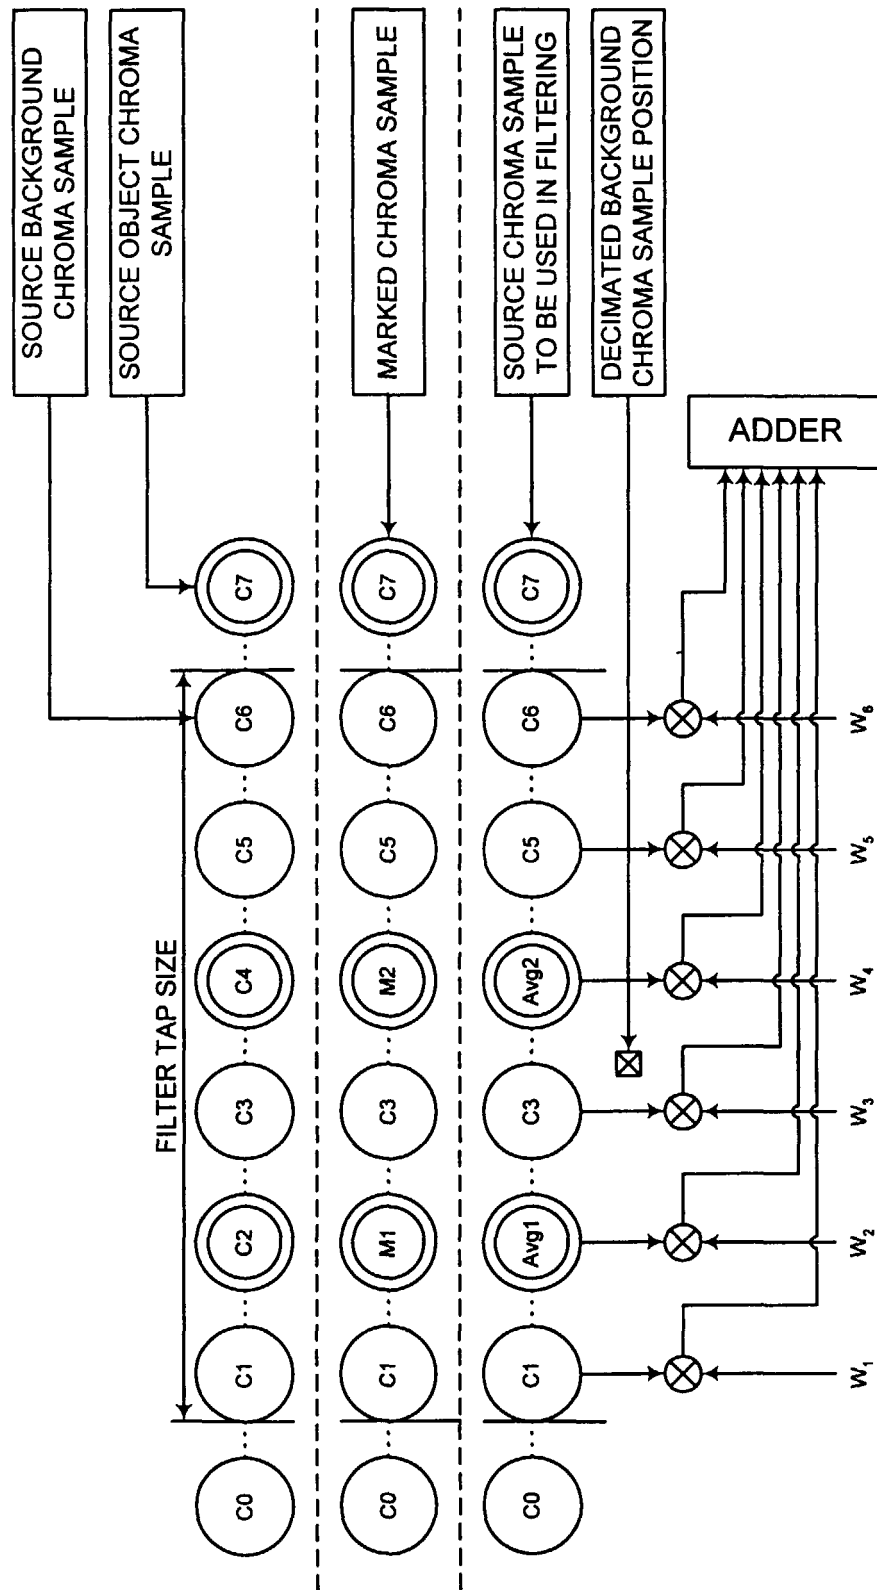 SOURCE BACKGROUND
CHROMA SAMPLE
SOURCE OBJECT CHROMA
SAMPLE
FILTER TAP SIZE
C0
C1
C2
C3
C4
C5
C6
C7
MARKED CHROMA SAMPLE
C0
C1
M1
C3
M2
C5
C6
C7
SOURCE CHROMA SAMPLE
TO BE USED IN FILTERING
C0
C1
Avg1
C3
Avg2
C5
C6
C7
DECIMATED BACKGROUND
CHROMA SAMPLE POSITION
ADDER
W₁
W₂
W₃
W₄
W₅
W₆